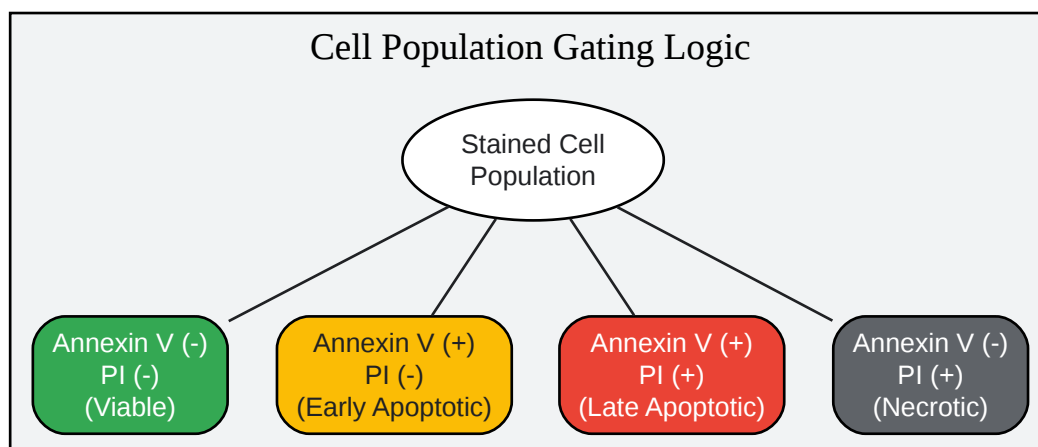 Cell Population Gating Logic
Stained Cell
Population
Annexin V (-)
PI (-)
(Viable)
Annexin V (+)
PI (-)
(Early Apoptotic)
Annexin V (+)
PI (+)
(Late Apoptotic)
Annexin V (-)
PI (+)
(Necrotic)